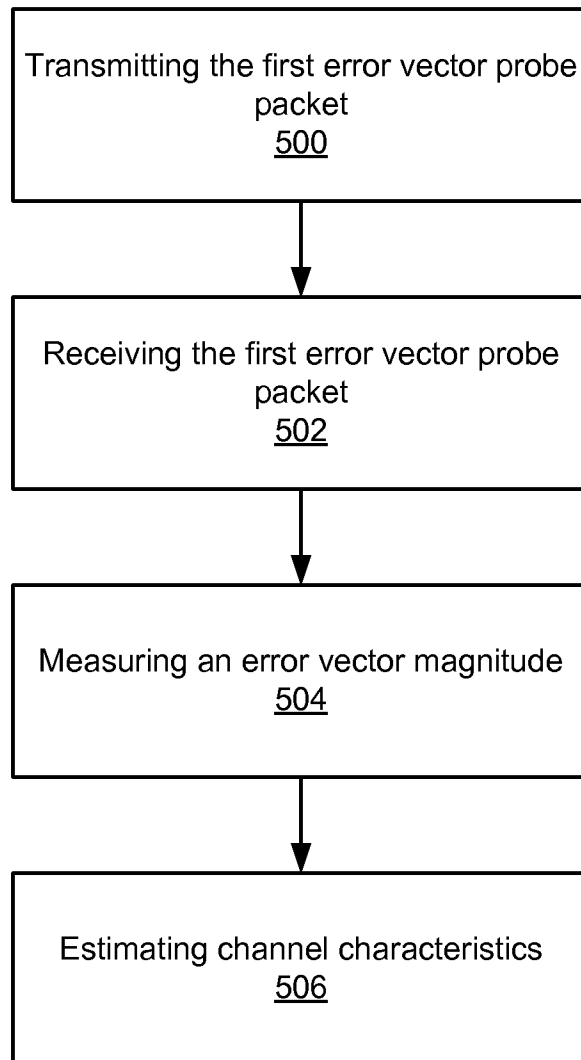 Transmitting the first error vector probe
packet
500
Receiving the first error vector probe
packet
502
Measuring an error vector magnitude
504
Estimating channel characteristics
506